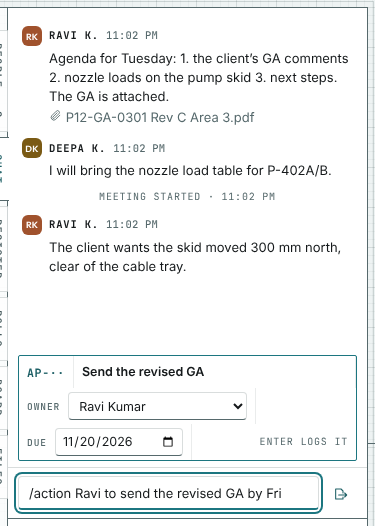 RK RAVI K. 11:02 PM
Agenda for Tuesday: 1. the client's GA comments
2. nozzle loads on the pump skid 3. next steps.
The GA is attached.
P12-GA-0301 Rev C Area 3.pdf
DK DEEPA K. 11:02 PM
I will bring the nozzle load table for P-402A/B.
MEETING STARTED · 11:02 PM
RK RAVI K. 11:02 PM
The client wants the skid moved 300 mm north,
clear of the cable tray.
AP-·· Send the revised GA
OWNER Ravi Kumar
DUE 11/20/2026 ENTER LOGS IT
/action Ravi to send the revised GA by Fri